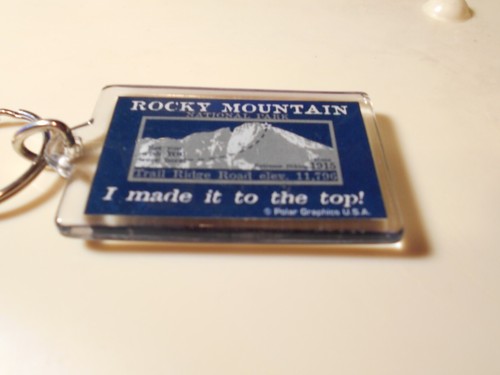 ROCKY MOUNTAIN
NATIONAL PARK
1915
Trail Ridge Road elev. 11,796
I made it to the top!
© Polar Graphics U.S.A.